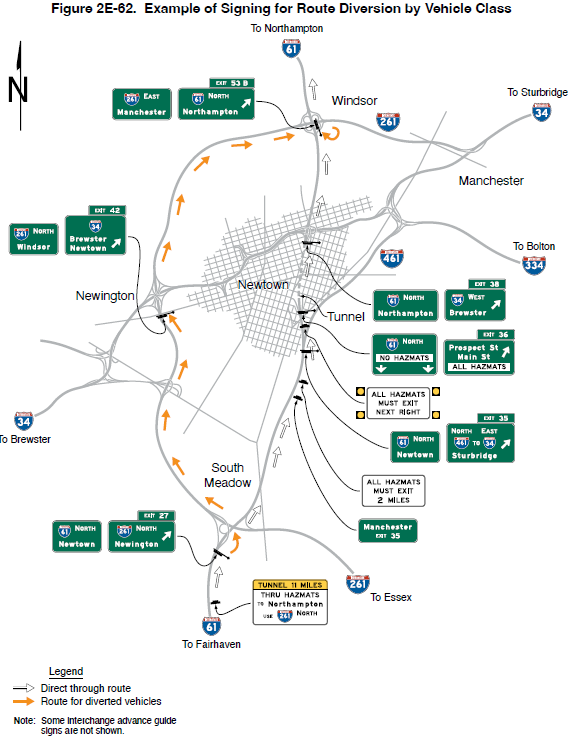 Figure 2E-62. Example of Signing for Route Diversion by Vehicle Class
To Northampton
61
N
261 EAST
Manchester
EXIT 53 B
61 NORTH
Northampton
Windsor
261
To Sturbridge
34
Manchester
EXIT 42
261 NORTH
Windsor
34
Brewster
Newtown
To Bolton
334
461
Newington
Newtown
Tunnel
EXIT 38
61 NORTH
Northampton
34 WEST
Brewster
61 NORTH
NO HAZMATS
EXIT 36
Prospect St
Main St
ALL HAZMATS
ALL HAZMATS
MUST EXIT
NEXT RIGHT
34
To Brewster
EXIT 35
61 NORTH
Newtown
NORTH EAST
461 TO 34
Sturbridge
South
Meadow
ALL HAZMATS
MUST EXIT
2 MILES
Manchester
EXIT 35
EXIT 27
61 NORTH
Newtown
261 NORTH
Newington
261
To Essex
TUNNEL 11 MILES
THRU HAZMATS
TO Northampton
USE 261 NORTH
61
To Fairhaven
Legend
Direct through route
Route for diverted vehicles
Note: Some interchange advance guide
signs are not shown.